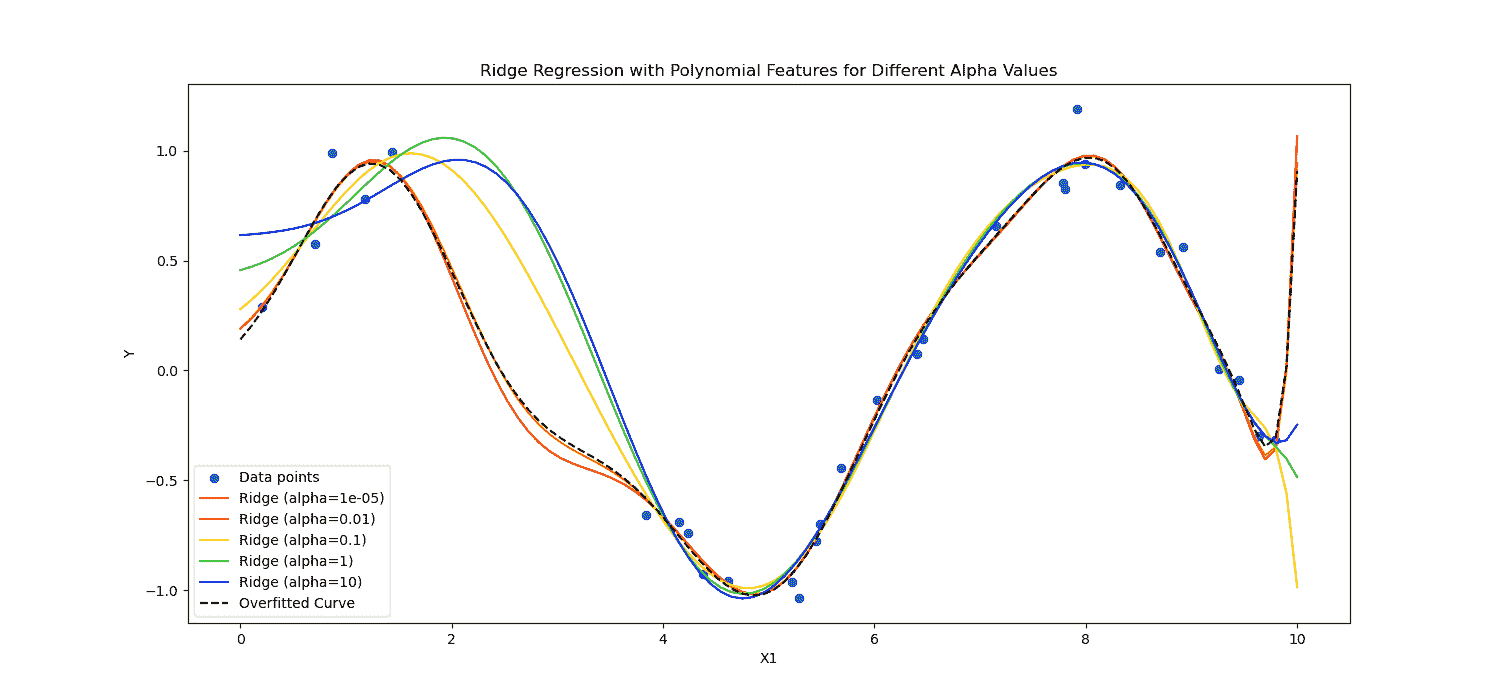 Ridge Regression with Polynomial Features for Different Alpha Values
1.0
0.5
0.0
−0.5
−1.0
Y
Data points
Ridge (alpha=1e-05)
Ridge (alpha=0.01)
Ridge (alpha=0.1)
Ridge (alpha=1)
Ridge (alpha=10)
Overfitted Curve
0 2 4 6 8 10
X1